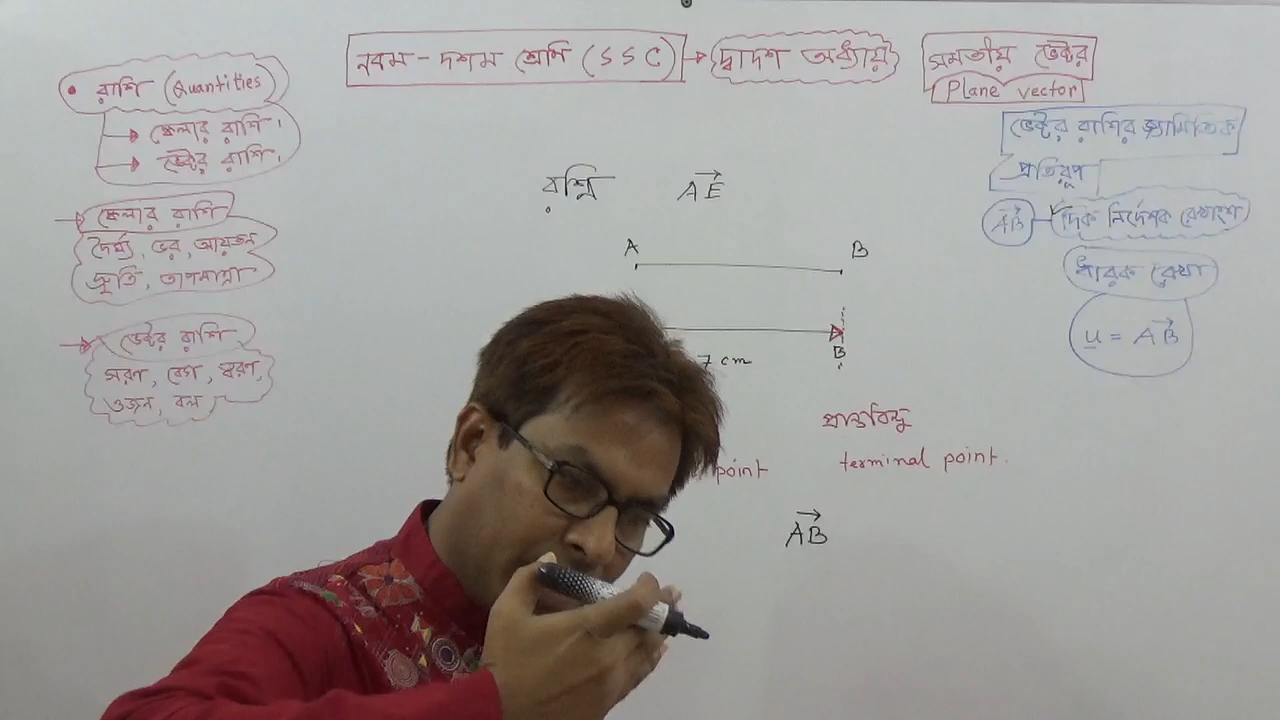 নবম - দশম শ্রেণি (SSC) → দ্বাদশ অধ্যায়
সমতলীয় ভেক্টর
Plane vector
• রাশি (Quantities)
→ স্কেলার রাশি।
→ ভেক্টর রাশি।
→ স্কেলার রাশি
দৈর্ঘ্য, ভর, আয়তন
দ্রুতি, তাপমাত্রা
→ ভেক্টর রাশি
সরণ, বেগ, ত্বরণ,
ওজন, বল
রশ্মি AE→
A B
B
7 cm
প্রান্তবিন্দু
point terminal point.
AB→
ভেক্টর রাশির জ্যামিতিক
প্রতিরূপ
AB→ দিক নির্দেশক রেখাংশ
ধারক রেখা
u = AB→